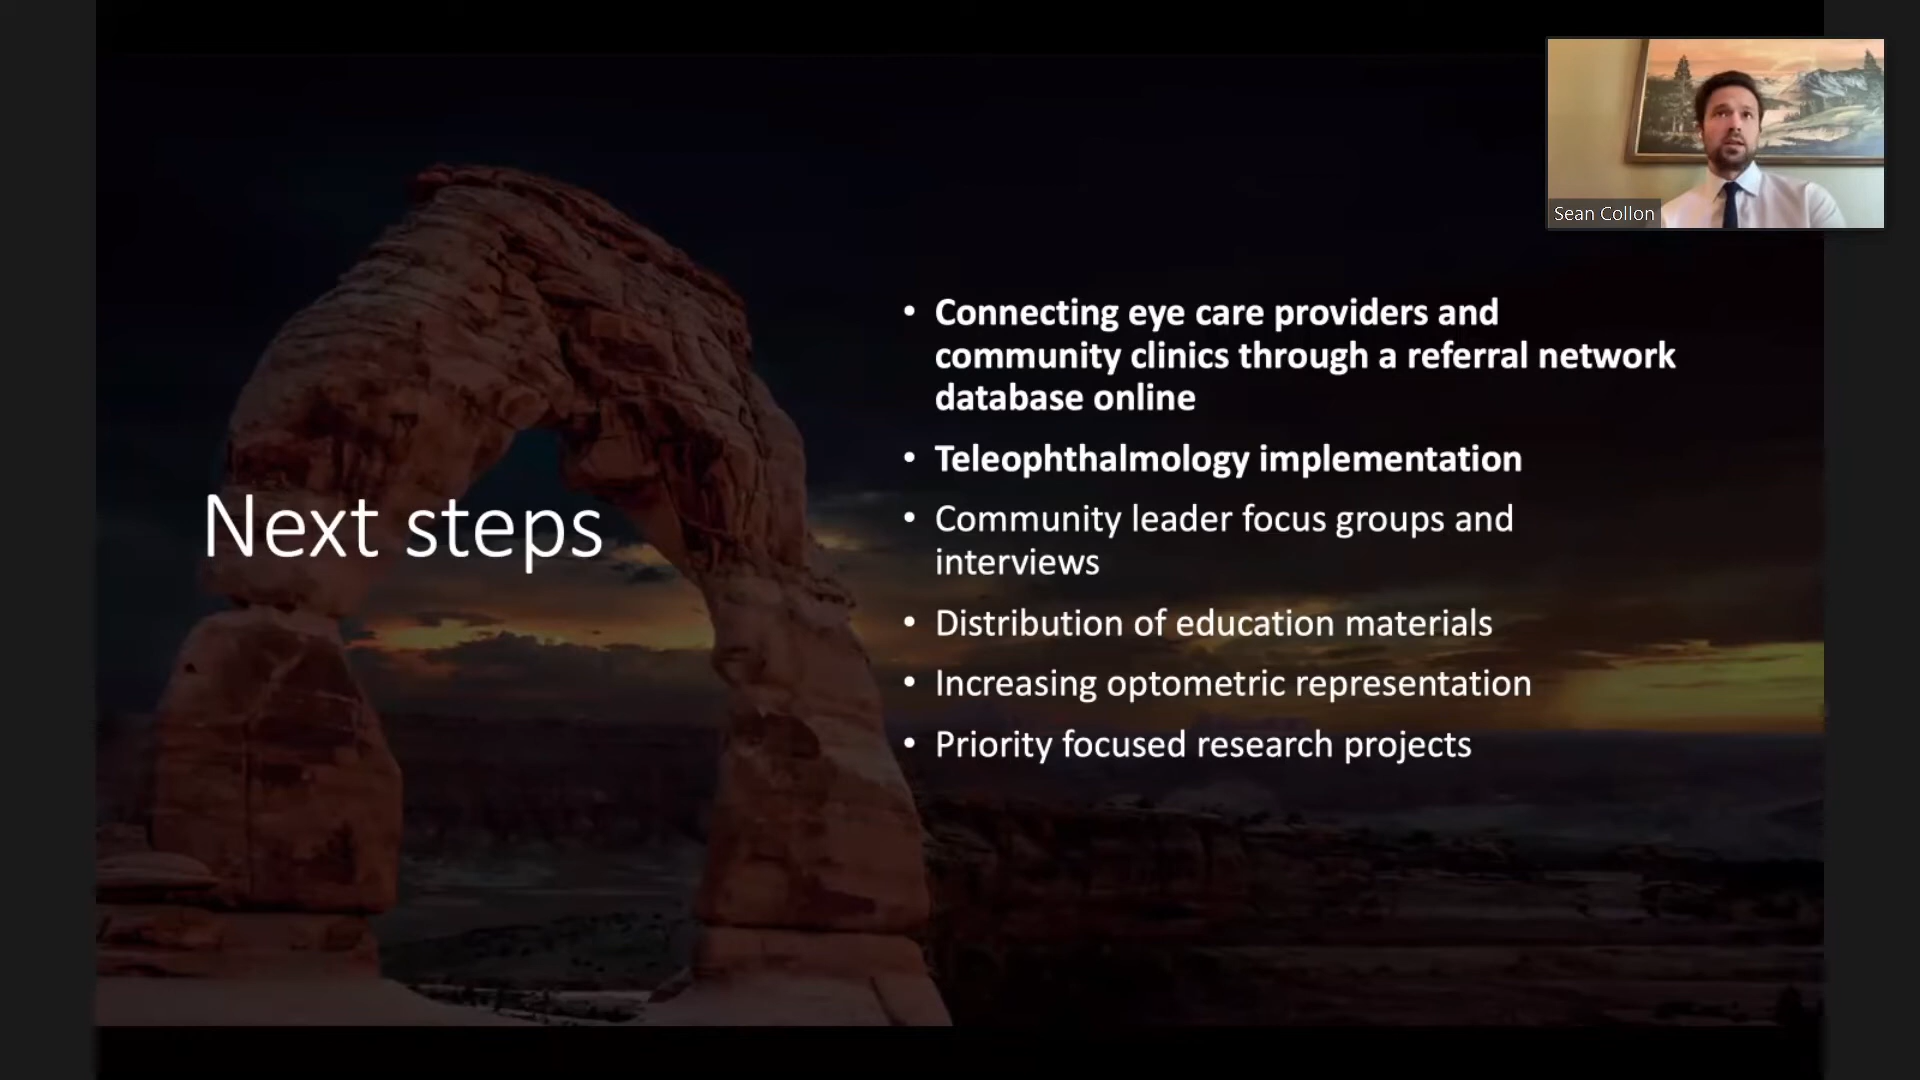 Sean Collon
Next steps
• Connecting eye care providers and
community clinics through a referral network
database online
• Teleophthalmology implementation
• Community leader focus groups and
interviews
• Distribution of education materials
• Increasing optometric representation
• Priority focused research projects